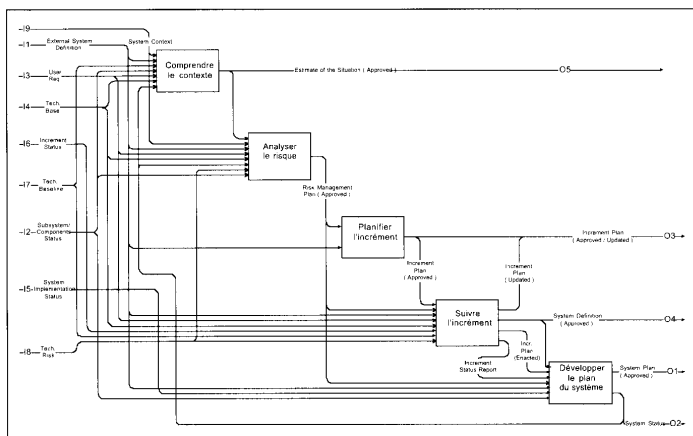 I9
I1
External System
Definition
System Context
I3
User
Req.
I4
Tech.
Base
I6
Increment
Status
I7
Tech.
Baseline
I2
Subsystem/
Components
Status
I5
System
Implementation
Status
I8
Tech.
Risk
Comprendre
le contexte
Estimate of the Situation ( Approved )
O5
Analyser
le risque
Risk Management
Plan ( Approved )
Planifier
l'incrément
Increment Plan
( Approved / Updated )
O3
Increment
Plan
( Approved )
Increment
Plan
( Updated )
Suivre
l'incrément
System Definition
( Approved )
O4
Incr.
Plan
(Enacted)
Increment
Status Report
Développer
le plan
du système
System Plan
( Approved )
O1
System Status
O2